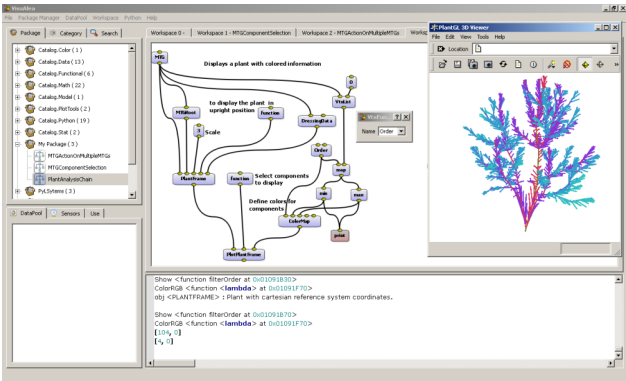 VisuAlea
File Package Manager DataPool Workspace Python Help
Package Category Search
Catalog.Color ( 1 )
Catalog.Data ( 13 )
Catalog.Functional ( 6 )
Catalog.Math ( 22 )
Catalog.Model ( 1 )
Catalog.PlotTools ( 2 )
Catalog.Python ( 19 )
Catalog.Stat ( 2 )
My Package ( 3 )
MTGActionOnMultipleMTGs
MTGComponentSelection
PlantAnalysisChain
PyLSytems ( 3 )
DataPool Sensors Use
Workspace 0 - Workspace 1 - MTGComponentSelection Workspace 2 - MTGActionOnMultipleMTGs
MTG
Displays a plant with colored information
0
to display the plant in
upright position
VtxList
MTGRoot
function
3
Scale
DressingData
Name Order
Order
map
PlantFrame
function
Select components
to display
min
max
Define colors for
components
ColorMap
print
PlotPlantFrame
PlantGL 3D Viewer
File Edit View Tools Help
Location
Show <function filterOrder at 0x01091B30>
ColorRGB <function <lambda> at 0x01091F70>
obj <PLANTFRAME> : Plant with cartesian reference system coordinates.
Show <function filterOrder at 0x01091B70>
ColorRGB <function <lambda> at 0x01091F70>
[104, 0]
[4, 0]